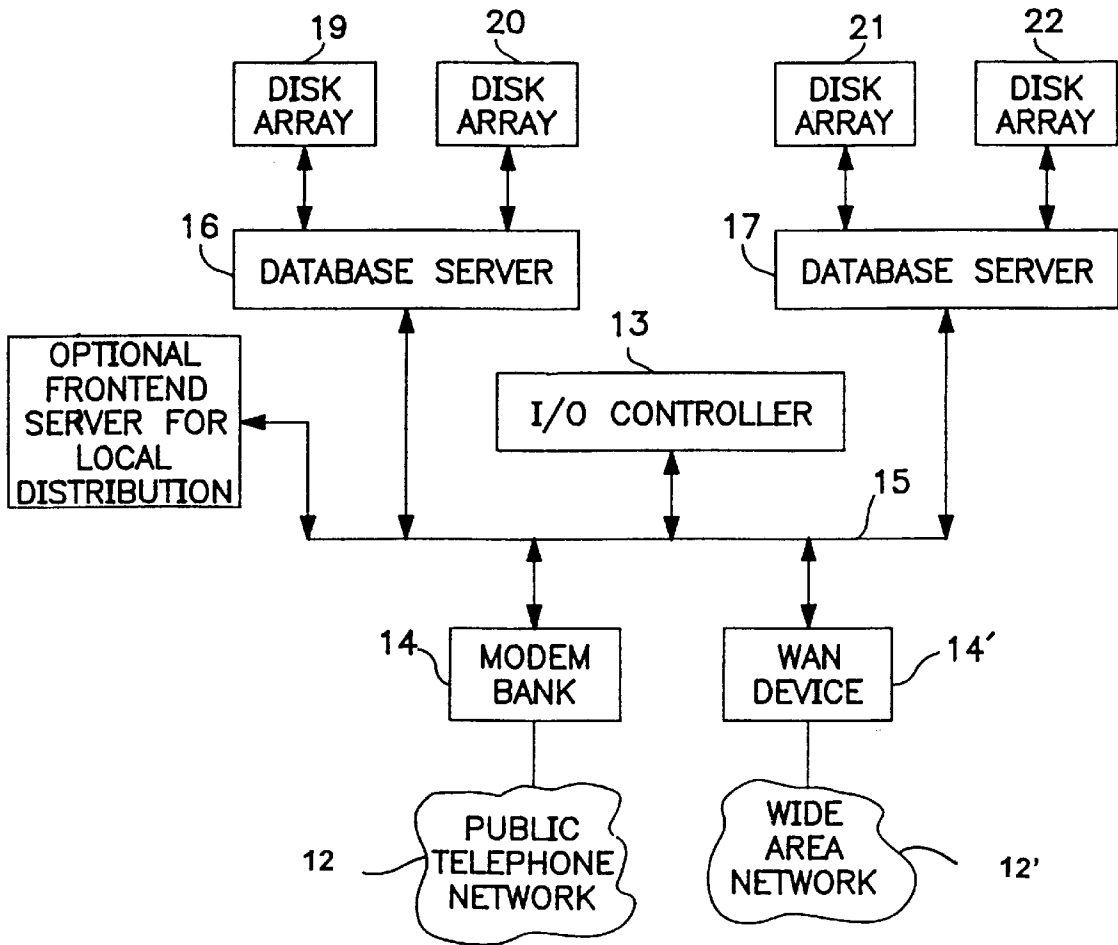 19
20
21
22
DISK
ARRAY
DISK
ARRAY
DISK
ARRAY
DISK
ARRAY
16
17
DATABASE SERVER
DATABASE SERVER
OPTIONAL
FRONTEND
SERVER FOR
LOCAL
DISTRIBUTION
13
I/O CONTROLLER
15
14
MODEM
BANK
WAN
DEVICE
14'
12
PUBLIC
TELEPHONE
NETWORK
WIDE
AREA
NETWORK
12'